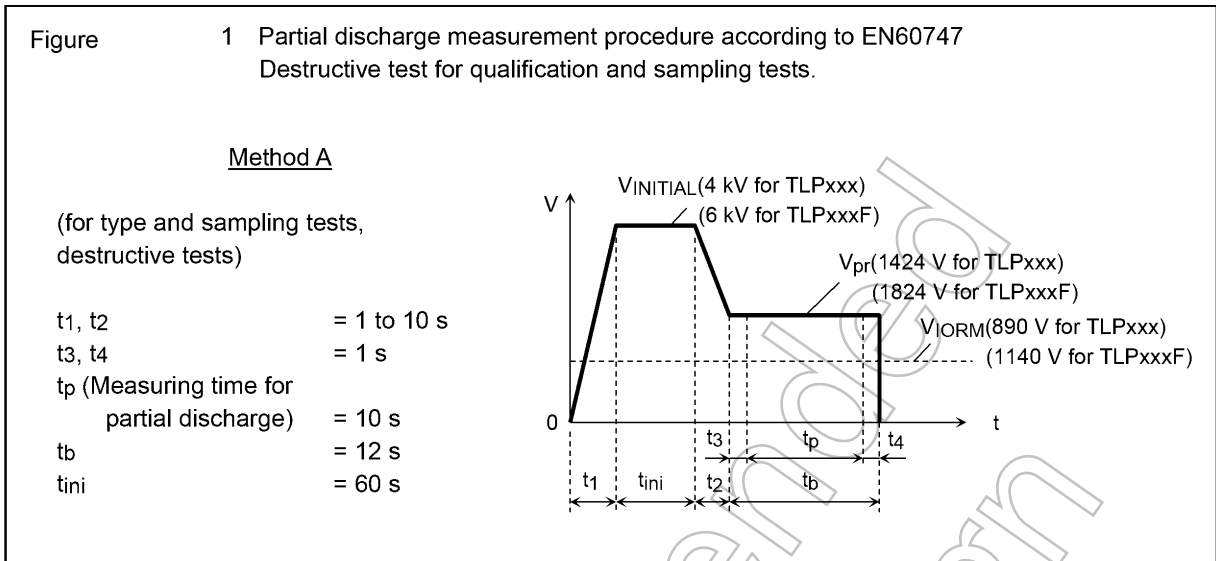 Figure 1 Partial discharge measurement procedure according to EN60747
Destructive test for qualification and sampling tests.
Method A
(for type and sampling tests,
destructive tests)
t1, t2 = 1 to 10 s
t3, t4 = 1 s
tp (Measuring time for
partial discharge) = 10 s
tb = 12 s
tini = 60 s
V
VINITIAL(4 kV for TLPxxx)
(6 kV for TLPxxxF)
Vpr(1424 V for TLPxxx)
(1824 V for TLPxxxF)
VIORM(890 V for TLPxxx)
(1140 V for TLPxxxF)
0
t
t3 tp t4
t1 tini t2 tb